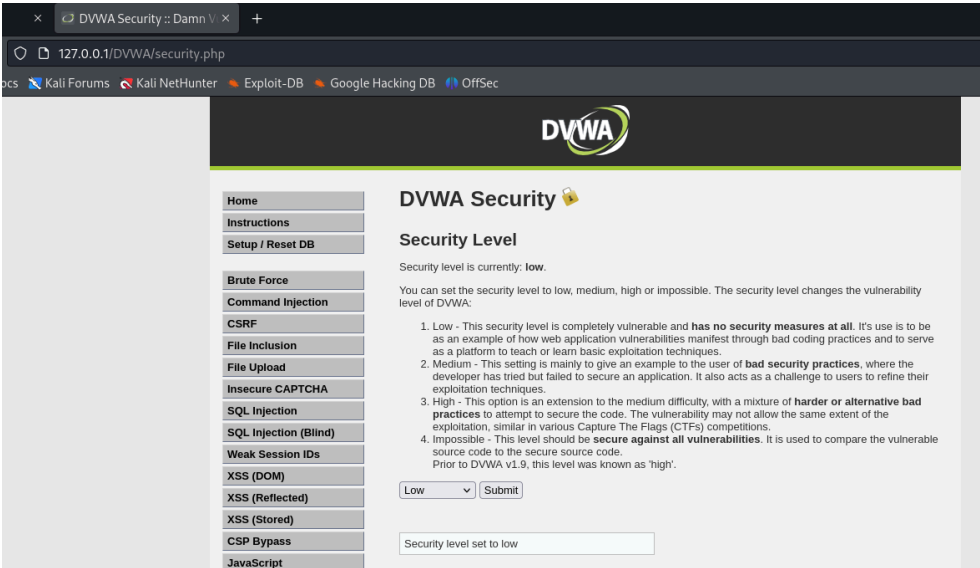 DVWA Security :: Damn V
127.0.0.1/DVWA/security.php
ocs Kali Forums Kali NetHunter Exploit-DB Google Hacking DB OffSec
DVWA
Home
Instructions
Setup / Reset DB
Brute Force
Command Injection
CSRF
File Inclusion
File Upload
Insecure CAPTCHA
SQL Injection
SQL Injection (Blind)
Weak Session IDs
XSS (DOM)
XSS (Reflected)
XSS (Stored)
CSP Bypass
JavaScript
DVWA Security
Security Level
Security level is currently: low.
You can set the security level to low, medium, high or impossible. The security level changes the vulnerability
level of DVWA:
1. Low - This security level is completely vulnerable and has no security measures at all. It's use is to be
as an example of how web application vulnerabilities manifest through bad coding practices and to serve
as a platform to teach or learn basic exploitation techniques.
2. Medium - This setting is mainly to give an example to the user of bad security practices, where the
developer has tried but failed to secure an application. It also acts as a challenge to users to refine their
exploitation techniques.
3. High - This option is an extension to the medium difficulty, with a mixture of harder or alternative bad
practices to attempt to secure the code. The vulnerability may not allow the same extent of the
exploitation, similar in various Capture The Flags (CTFs) competitions.
4. Impossible - This level should be secure against all vulnerabilities. It is used to compare the vulnerable
source code to the secure source code.
Prior to DVWA v1.9, this level was known as 'high'.
Low Submit
Security level set to low